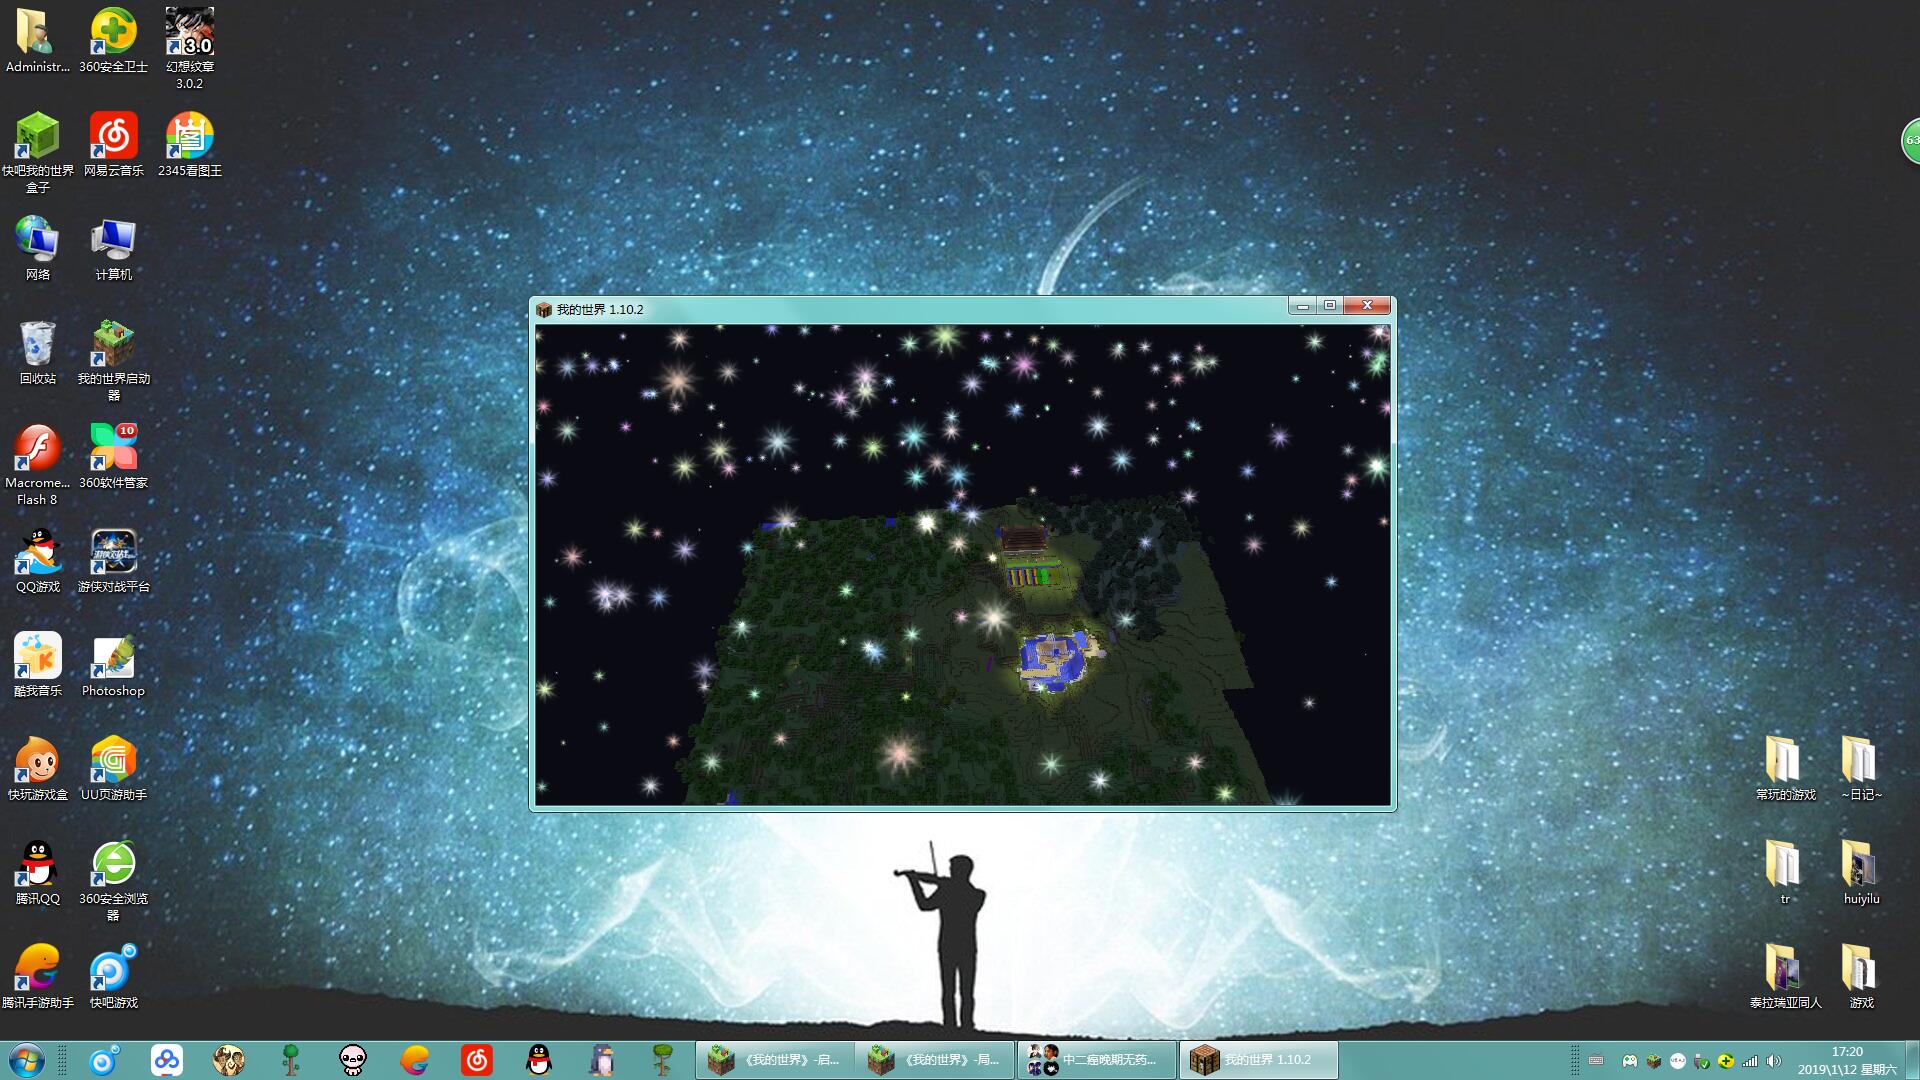 Administr...
360安全卫士
3.0
幻想纹章
3.0.2
快吧我的世界
盒子
网易云音乐
图
2345看图王
网络
计算机
回收站
我的世界启动
器
Macrome...
Flash 8
10
360软件管家
QQ游戏
游侠对战
游侠对战平台
K
酷我音乐
Photoshop
快玩游戏盒
UU页游助手
腾讯QQ
360安全浏览
器
腾讯手游助手
快吧游戏
63
我的世界 1.10.2
常玩的游戏
~日记~
tr
huiyilu
泰拉瑞亚同人
游戏
《我的世界》-启...
《我的世界》-局...
中二癌晚期无药...
我的世界 1.10.2
17:20
2019\1\12 星期六